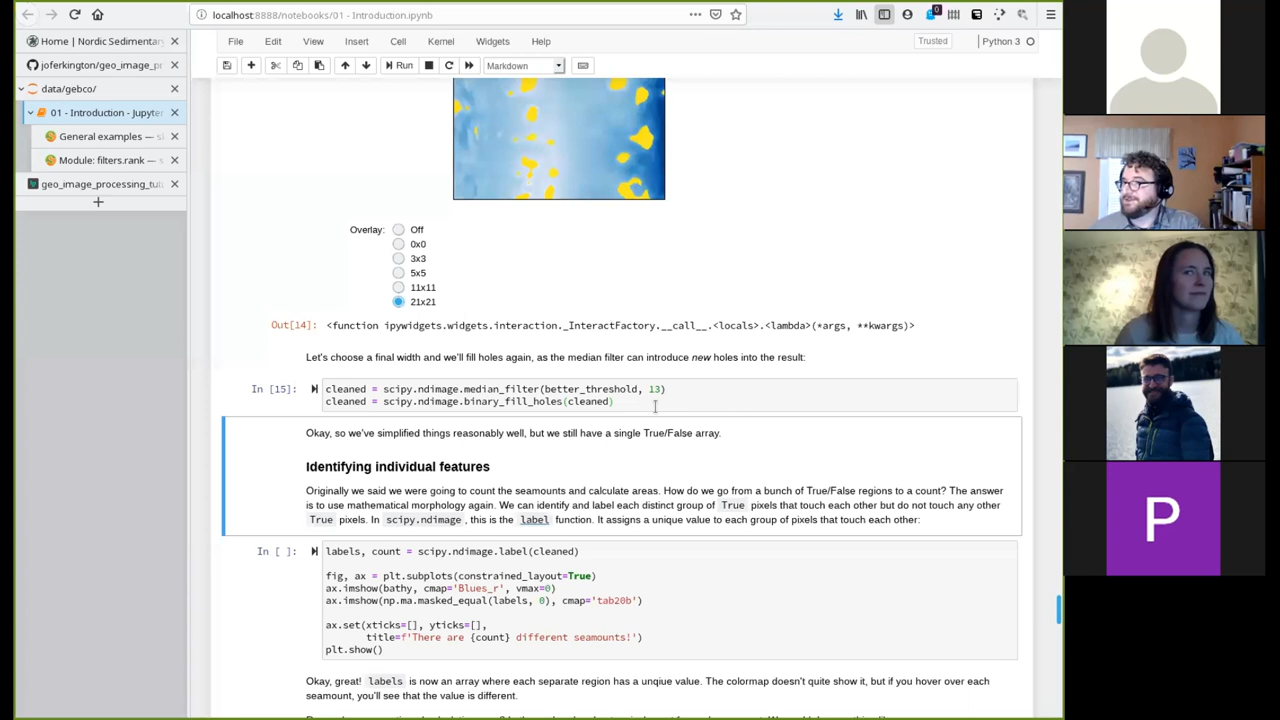 localhost:8888/notebooks/01 - Introduction.ipynb
Home | Nordic Sedimentar
joferkington/geo_image_pr
data/gebco/
01 - Introduction - Jupyter
General examples — s
Module: filters.rank — s
geo_image_processing_tut
File Edit View Insert Cell Kernel Widgets Help
Trusted
Python 3
Run
Markdown
Overlay:
Off
0x0
3x3
5x5
11x11
21x21
Out[14]: <function ipywidgets.widgets.interaction._InteractFactory.__call__.<locals>.<lambda>(*args, **kwargs)>
Let's choose a final width and we'll fill holes again, as the median filter can introduce new holes into the result:
In [15]:
cleaned = scipy.ndimage.median_filter(better_threshold, 13)
cleaned = scipy.ndimage.binary_fill_holes(cleaned)
Okay, so we've simplified things reasonably well, but we still have a single True/False array.
Identifying individual features
Originally we said we were going to count the seamounts and calculate areas. How do we go from a bunch of True/False regions to a count? The answer
is to use mathematical morphology again. We can identify and label each distinct group of True pixels that touch each other but do not touch any other
True pixels. In scipy.ndimage, this is the label function. It assigns a unique value to each group of pixels that touch each other:
In [ ]:
labels, count = scipy.ndimage.label(cleaned)
fig, ax = plt.subplots(constrained_layout=True)
ax.imshow(bathy, cmap='Blues_r', vmax=0)
ax.imshow(np.ma.masked_equal(labels, 0), cmap='tab20b')
ax.set(xticks=[], yticks=[],
title=f'There are {count} different seamounts!')
plt.show()
Okay, great! labels is now an array where each separate region has a unqiue value. The colormap doesn't quite show it, but if you hover over each
seamount, you'll see that the value is different.
P